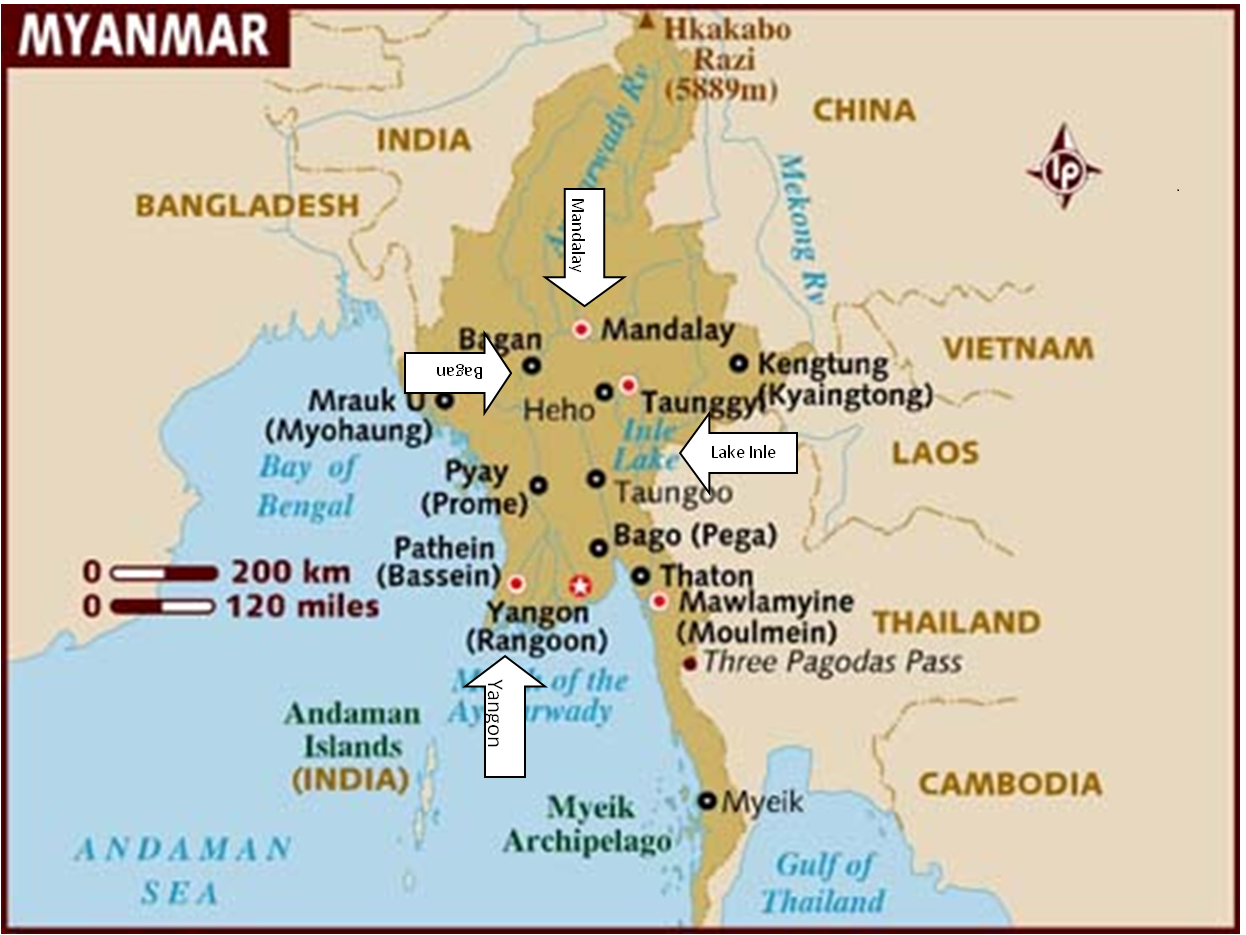 MYANMAR
Hkakabo
Razi
(5889m)
CHINA
INDIA
Rv
BANGLADESH
lp
Mekong Rv
Mandalay
Mandalay
Bagan
Bagan
VIETNAM
Kengtung
(Kyaingtong)
Mrauk U
(Myohaung)
Heho
Taunggyi
Inle
Lake
Lake Inle
LAOS
Bay of
Bengal
Pyay
(Prome)
Taungoo
Bago (Pega)
Pathein
(Bassein)
0 200 km
0 120 miles
Thaton
Yangon
(Rangoon)
Mawlamyine
(Moulmein)
THAILAND
Three Pagodas Pass
of the
Yangon
Andaman
Islands
(INDIA)
CAMBODIA
Myeik
Myeik
Archipelago
ANDAMAN
SEA
Gulf of
Thailand